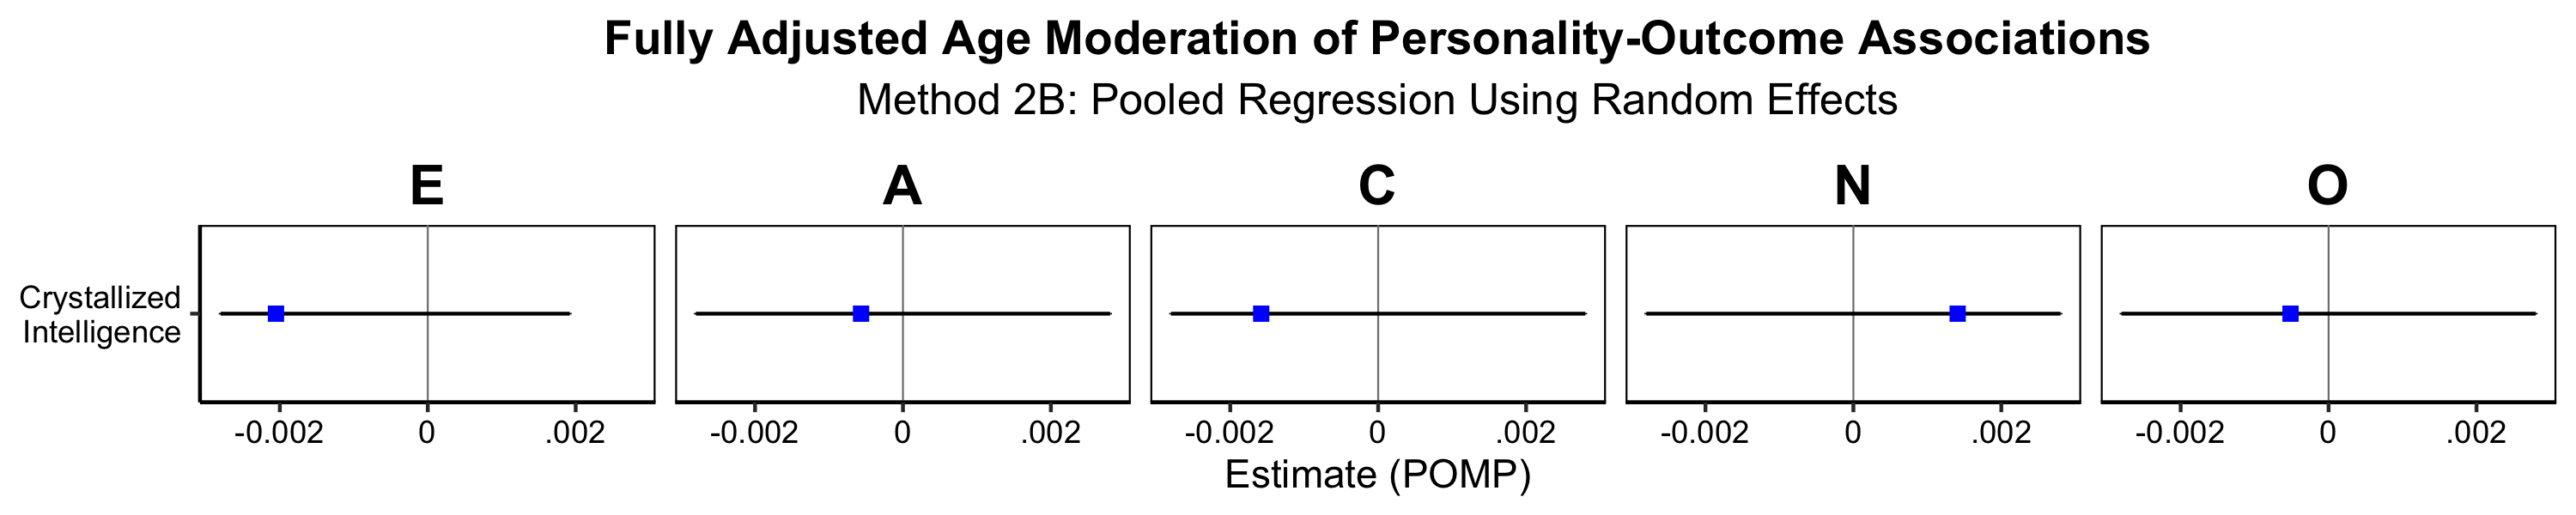 Fully Adjusted Age Moderation of Personality-Outcome Associations
Method 2B: Pooled Regression Using Random Effects
E A C N O
Crystallized
Intelligence
-0.002 0 .002 -0.002 0 .002 -0.002 0 .002 -0.002 0 .002 -0.002 0 .002
Estimate (POMP)